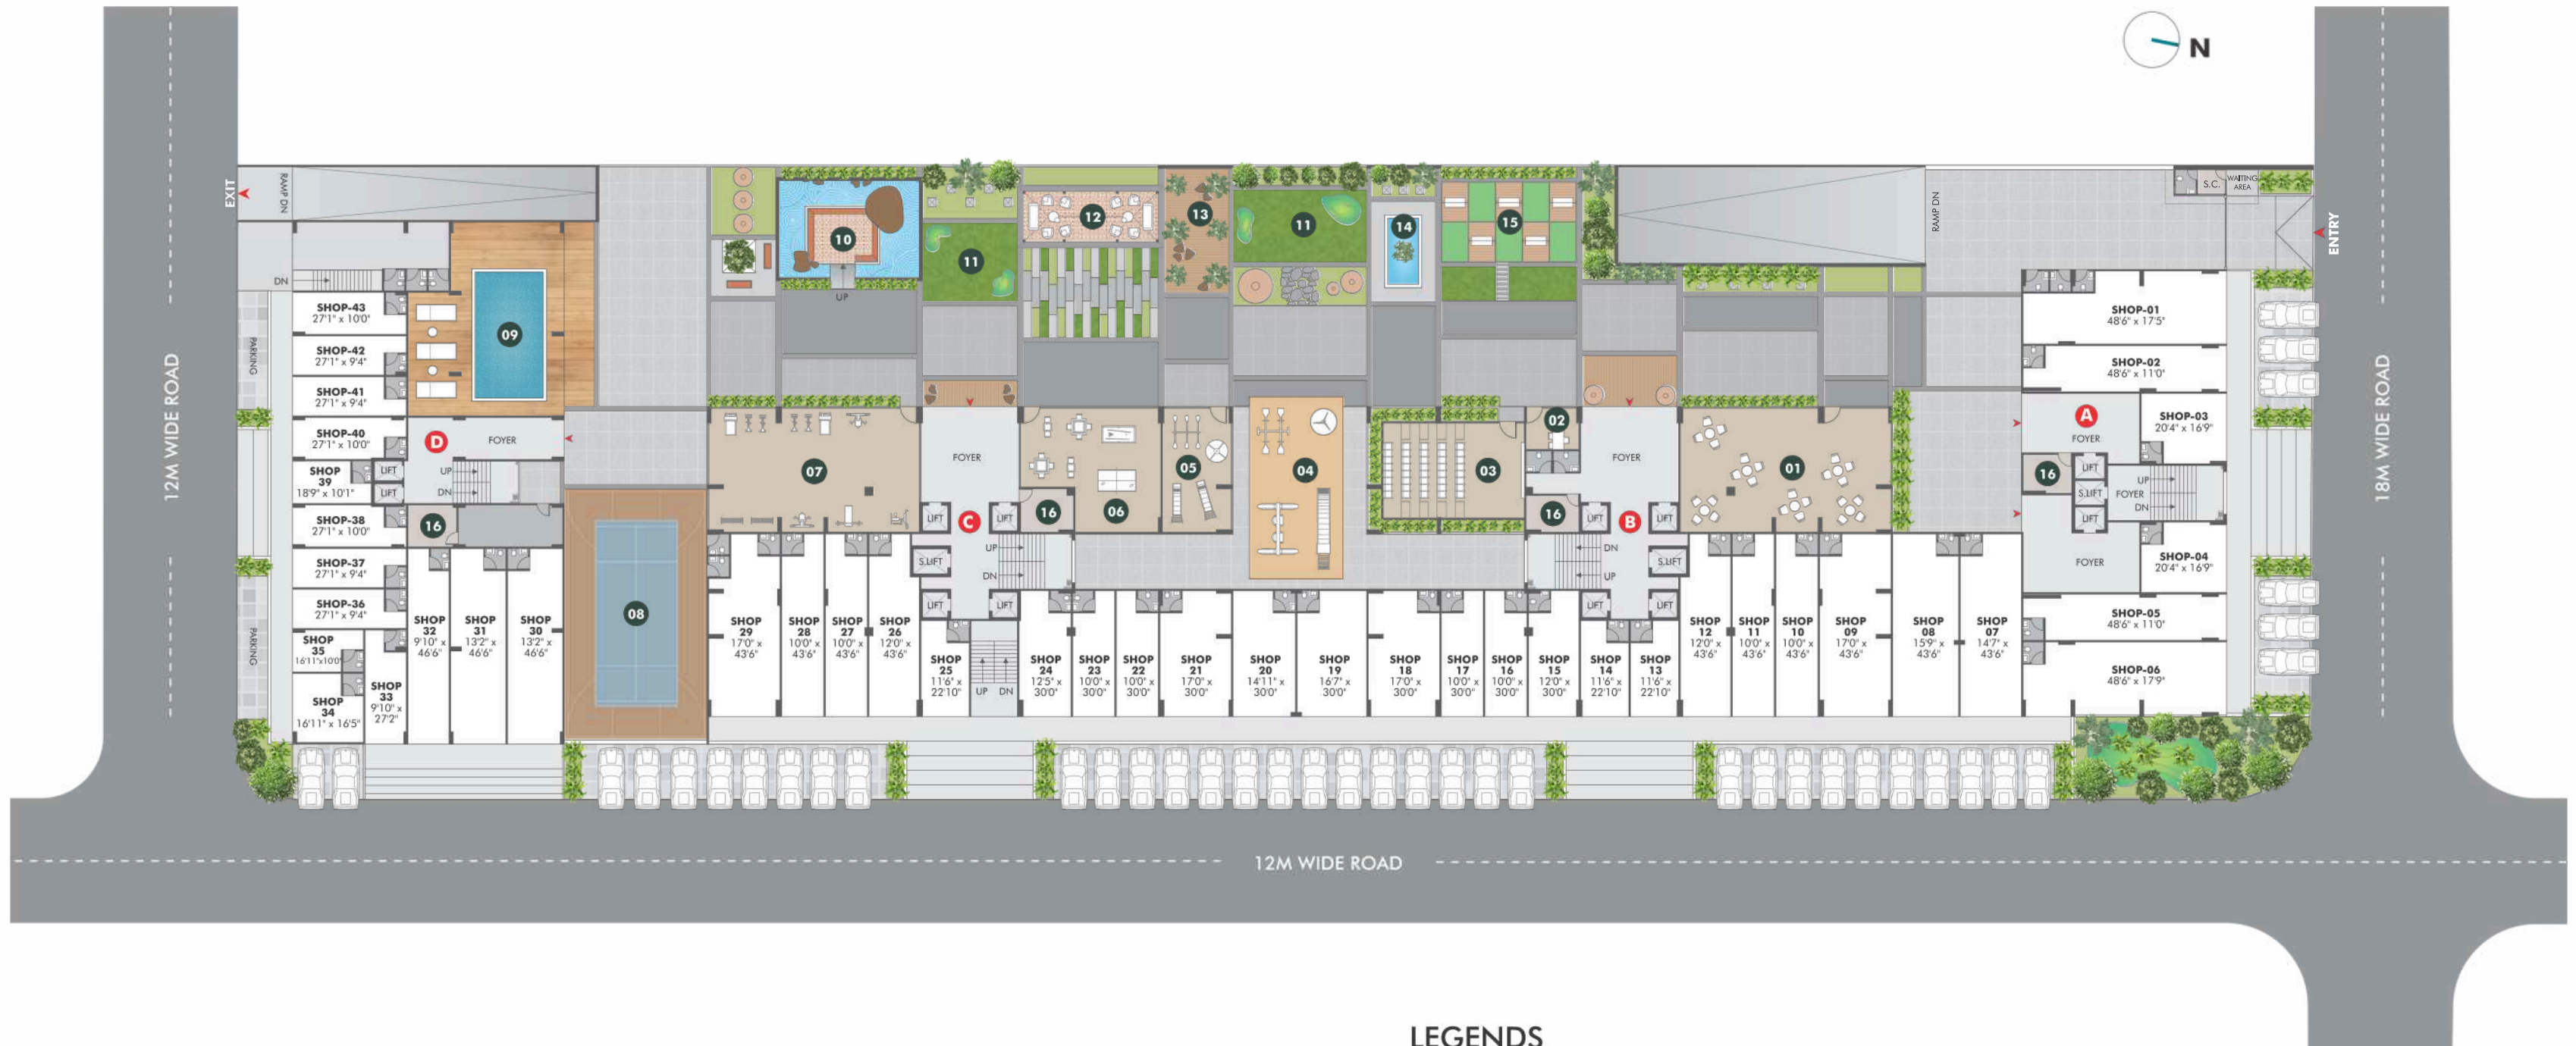 N
EXIT
RAMP DN
12M WIDE ROAD
PARKING
DN
SHOP-43
27'1" x 10'0"
SHOP-42
27'1" x 9'4"
SHOP-41
27'1" x 9'4"
SHOP-40
27'1" x 10'0"
SHOP
39
18'9" x 10'1"
SHOP-38
27'1" x 10'0"
SHOP-37
27'1" x 9'4"
SHOP-36
27'1" x 9'4"
SHOP
35
16'11"x10'0"
SHOP
34
16'11" x 16'5"
PARKING
SHOP
33
9'10" x
27'2"
SHOP
32
9'10" x
46'6"
SHOP
31
13'2" x
46'6"
SHOP
30
13'2" x
46'6"
09
D
FOYER
LIFT
LIFT
UP
DN
16
08
10
UP
11
12
13
11
14
15
07
FOYER
C
LIFT
LIFT
S.LIFT
UP
DN
LIFT
LIFT
16
06
05
04
03
02
16
FOYER
B
LIFT
LIFT
S.LIFT
DN
UP
LIFT
LIFT
01
SHOP
29
17'0" x
43'6"
SHOP
28
10'0" x
43'6"
SHOP
27
10'0" x
43'6"
SHOP
26
12'0" x
43'6"
SHOP
25
11'6" x
22'10"
UP DN
SHOP
24
12'5" x
30'0"
SHOP
23
10'0" x
30'0"
SHOP
22
10'0" x
30'0"
SHOP
21
17'0" x
30'0"
SHOP
20
14'11" x
30'0"
SHOP
19
16'7" x
30'0"
SHOP
18
17'0" x
30'0"
SHOP
17
10'0" x
30'0"
SHOP
16
10'0" x
30'0"
SHOP
15
12'0" x
30'0"
SHOP
14
11'6" x
22'10"
SHOP
13
11'6" x
22'10"
SHOP
12
12'0" x
43'6"
SHOP
11
10'0" x
43'6"
SHOP
10
10'0" x
43'6"
SHOP
09
17'0" x
43'6"
SHOP
08
15'9" x
43'6"
SHOP
07
14'7" x
43'6"
RAMP DN
S.C.
WAITING
AREA
ENTRY
SHOP-01
48'6" x 17'5"
SHOP-02
48'6" x 11'0"
A
FOYER
SHOP-03
20'4" x 16'9"
16
LIFT
S.LIFT
LIFT
FOYER
UP
DN
FOYER
SHOP-04
20'4" x 16'9"
SHOP-05
48'6" x 11'0"
SHOP-06
48'6" x 17'9"
18M WIDE ROAD
12M WIDE ROAD
LEGENDS